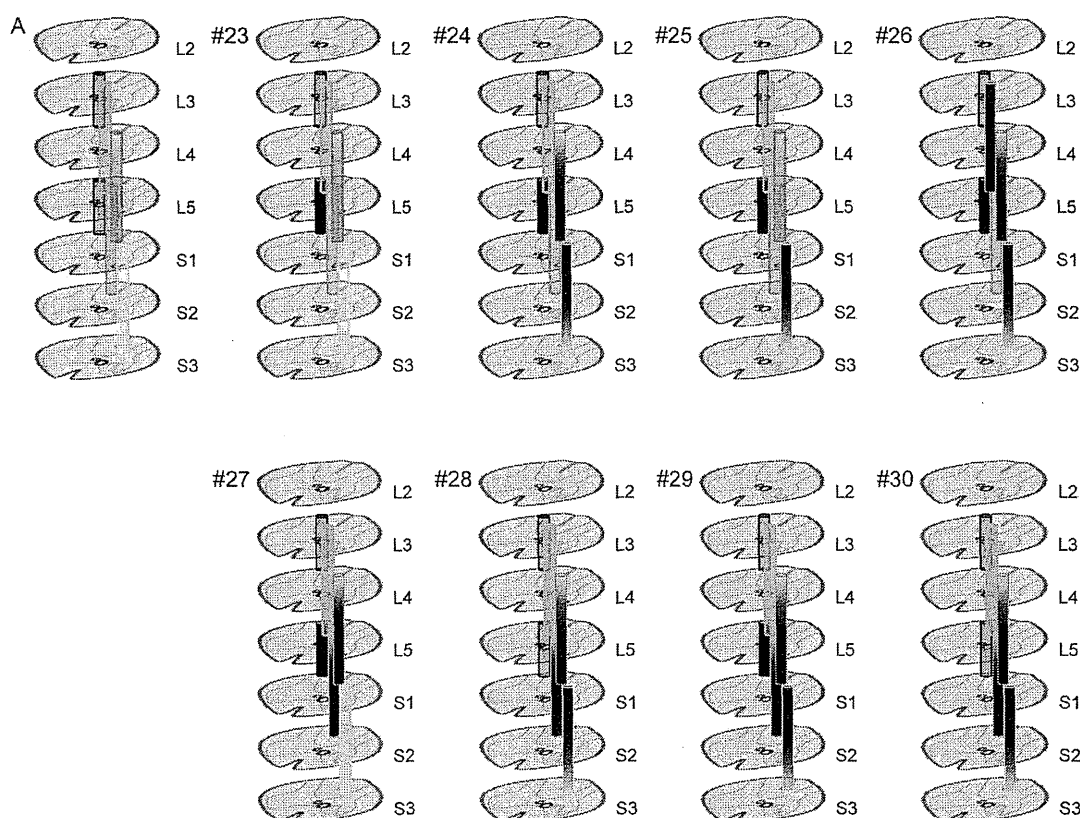 A #23 #24 #25 #26
L2 L2 L2 L2 L2
L3 L3 L3 L3 L3
L4 L4 L4 L4 L4
L5 L5 L5 L5 L5
S1 S1 S1 S1 S1
S2 S2 S2 S2 S2
S3 S3 S3 S3 S3
#27 #28 #29 #30
L2 L2 L2 L2
L3 L3 L3 L3
L4 L4 L4 L4
L5 L5 L5 L5
S1 S1 S1 S1
S2 S2 S2 S2
S3 S3 S3 S3